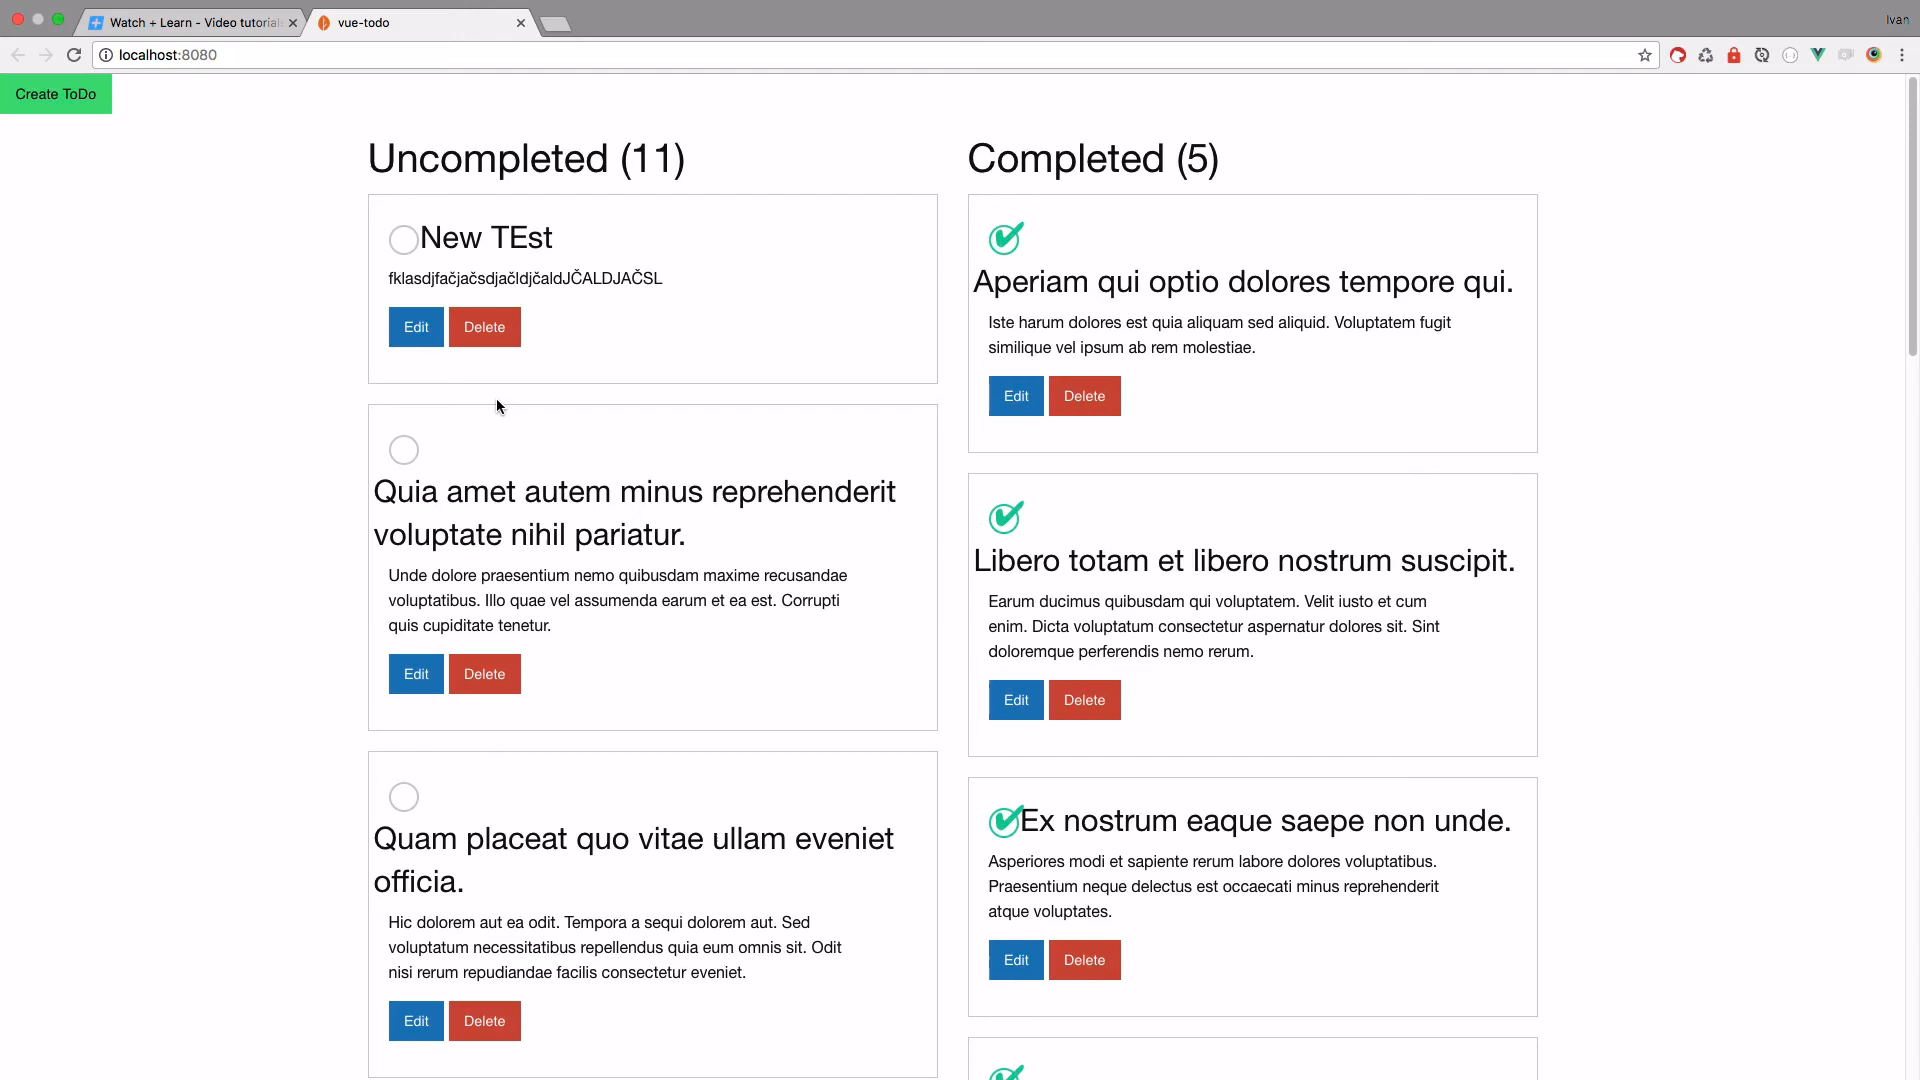 Watch + Learn - Video tutorials
vue-todo
Ivan
localhost:8080
Create ToDo
Uncompleted (11)
New TEst
fklasdjfačjačsdjačldjčaldJČALDJAČSL
Edit
Delete
Quia amet autem minus reprehenderit
voluptate nihil pariatur.
Unde dolore praesentium nemo quibusdam maxime recusandae
voluptatibus. Illo quae vel assumenda earum et ea est. Corrupti
quis cupiditate tenetur.
Edit
Delete
Quam placeat quo vitae ullam eveniet
officia.
Hic dolorem aut ea odit. Tempora a sequi dolorem aut. Sed
voluptatum necessitatibus repellendus quia eum omnis sit. Odit
nisi rerum repudiandae facilis consectetur eveniet.
Edit
Delete
Completed (5)
Aperiam qui optio dolores tempore qui.
Iste harum dolores est quia aliquam sed aliquid. Voluptatem fugit
similique vel ipsum ab rem molestiae.
Edit
Delete
Libero totam et libero nostrum suscipit.
Earum ducimus quibusdam qui voluptatem. Velit iusto et cum
enim. Dicta voluptatum consectetur aspernatur dolores sit. Sint
doloremque perferendis nemo rerum.
Edit
Delete
Ex nostrum eaque saepe non unde.
Asperiores modi et sapiente rerum labore dolores voluptatibus.
Praesentium neque delectus est occaecati minus reprehenderit
atque voluptates.
Edit
Delete